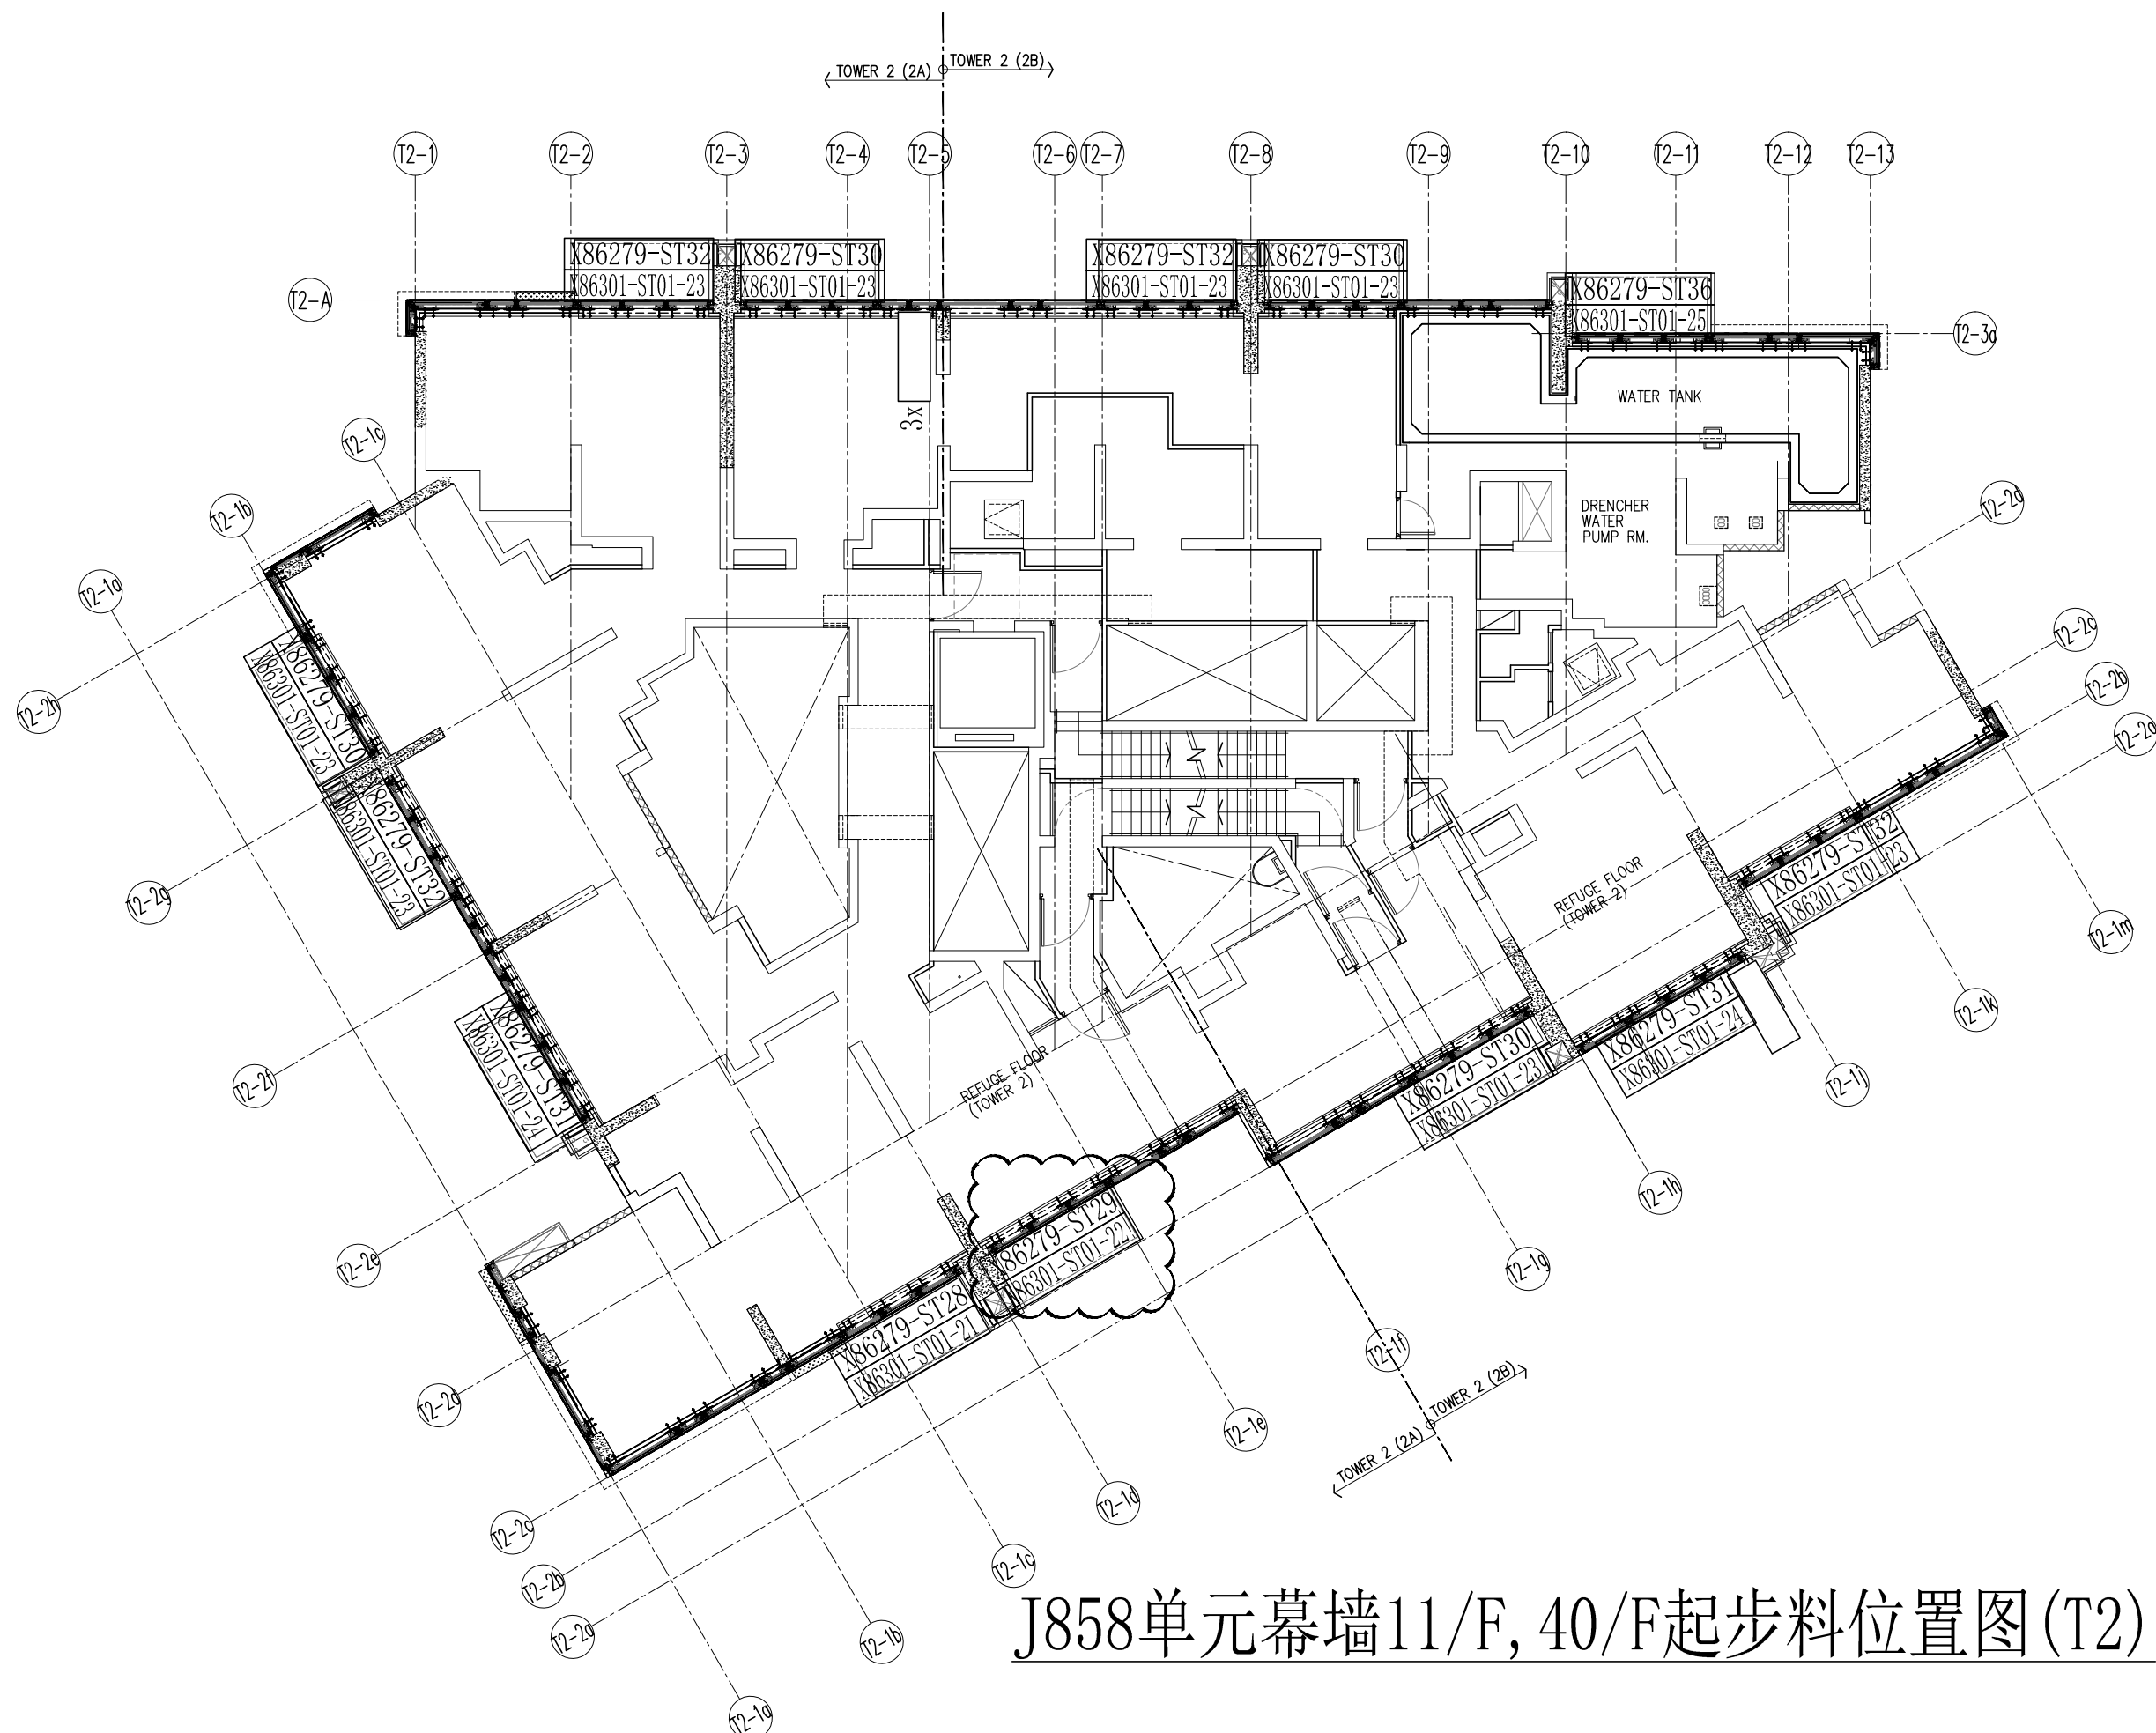 TOWER 2 (2A)
TOWER 2 (2B)
T2-1
T2-2
T2-3
T2-4
T2-5
T2-6
T2-7
T2-8
T2-9
T2-10
T2-11
T2-12
T2-13
X86279-ST32
X86301-ST01-23
X86279-ST30
X86301-ST01-23
X86279-ST32
X86301-ST01-23
X86279-ST30
X86301-ST01-23
X86279-ST36
X86301-ST01-25
T2-A
T2-3a
WATER TANK
3x
T2-1c
T2-1b
T2-1a
T2-2h
T2-2g
T2-2f
T2-2e
T2-2d
T2-2c
T2-2b
T2-2a
DRENCHER
WATER
PUMP RM.
T2-2d
T2-2c
T2-2b
T2-2a
X86279-ST30
X86301-ST01-23
X86279-ST32
X86301-ST01-23
X86279-ST31
X86301-ST01-24
REFUGE FLOOR
(TOWER 2)
REFUGE FLOOR
(TOWER 2)
X86279-ST32
X86301-ST01-23
X86279-ST31
X86301-ST01-24
X86279-ST30
X86301-ST01-23
86279-ST29
86301-ST01-22
X86279-ST28
X86301-ST01-21
T2-1m
T2-1k
T2-1j
T2-1h
T2-1g
T2-1f
T2-1e
T2-1d
T2-1c
T2-1b
T2-1a
TOWER 2 (2B)
TOWER 2 (2A)
J858单元幕墙11/F,40/F起步料位置图(T2)